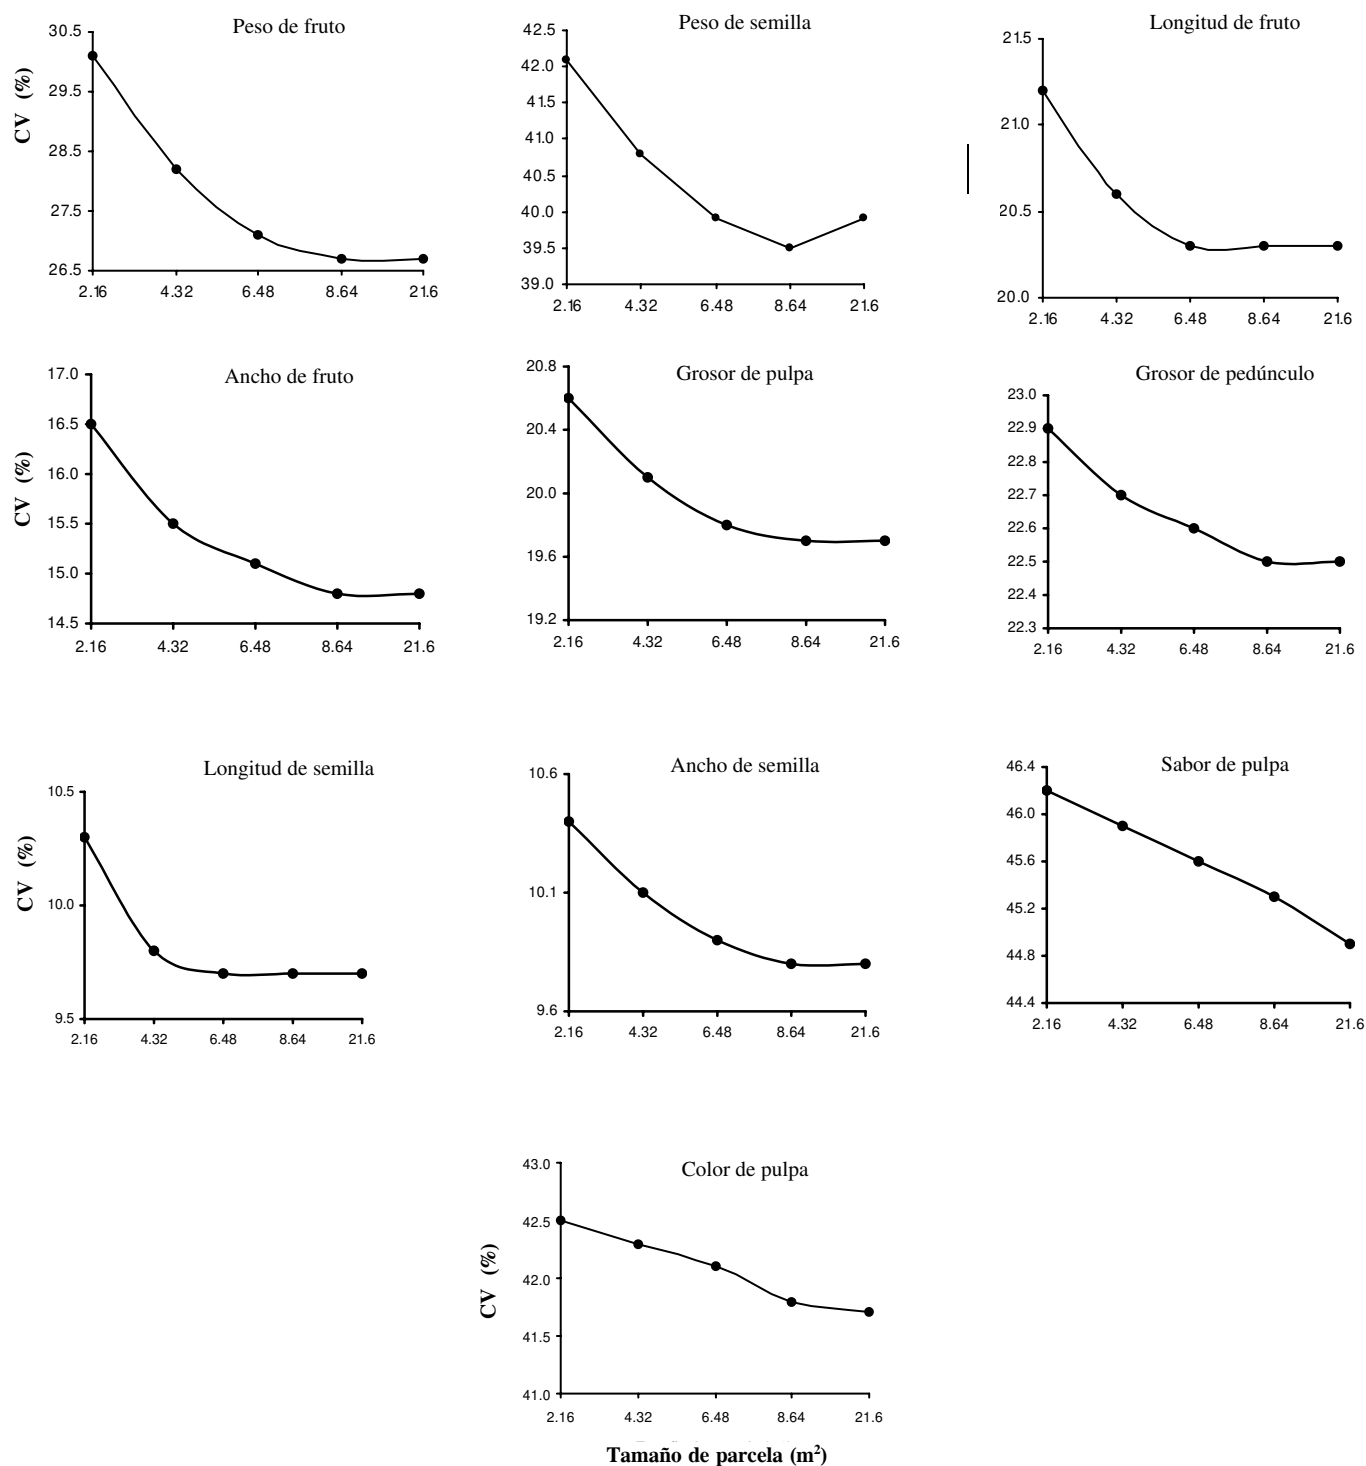 Peso de fruto
CV (%)
30.5
29.5
28.5
27.5
26.5
2.16 4.32 6.48 8.64 21.6
Peso de semilla
42.5
42.0
41.5
41.0
40.5
40.0
39.5
39.0
2.16 4.32 6.48 8.64 21.6
Longitud de fruto
21.5
21.0
20.5
20.0
2.16 4.32 6.48 8.64 21.6
Ancho de fruto
CV (%)
17.0
16.5
16.0
15.5
15.0
14.5
2.16 4.32 6.48 8.64 21.6
Grosor de pulpa
20.8
20.4
20.0
19.6
19.2
2.16 4.32 6.48 8.64 21.6
Grosor de pedúnculo
23.0
22.9
22.8
22.7
22.6
22.5
22.4
22.3
2.16 4.32 6.48 8.64 21.6
Longitud de semilla
CV (%)
10.5
10.0
9.5
2.16 4.32 6.48 8.64 21.6
Ancho de semilla
10.6
10.1
9.6
2.16 4.32 6.48 8.64 21.6
Sabor de pulpa
46.4
46.0
45.6
45.2
44.8
44.4
2.16 4.32 6.48 8.64 21.6
Color de pulpa
CV (%)
43.0
42.5
42.0
41.5
41.0
2.16 4.32 6.48 8.64 21.6
Tamaño de parcela (m²)